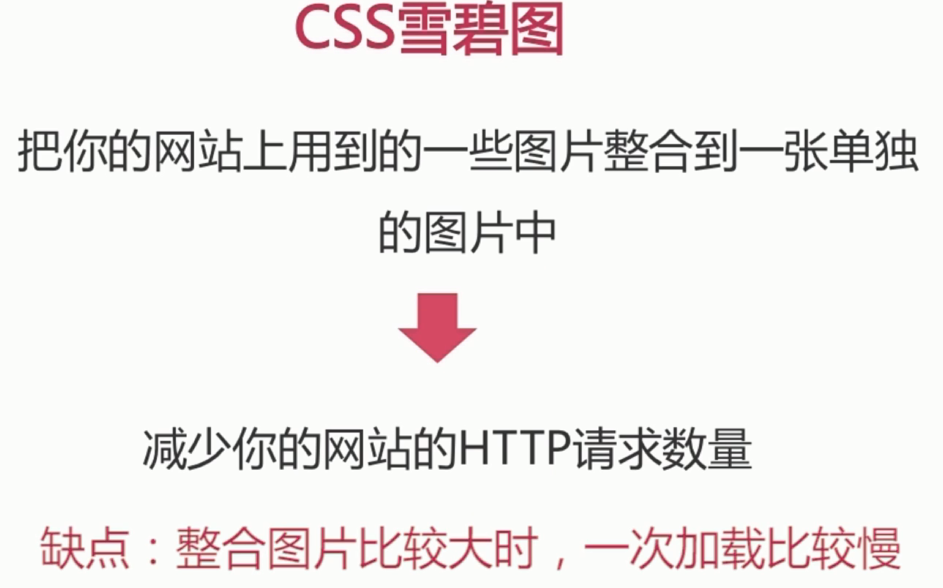 CSS雪碧图
把你的网站上用到的一些图片整合到一张单独
的图片中
减少你的网站的HTTP请求数量
缺点：整合图片比较大时，一次加载比较慢